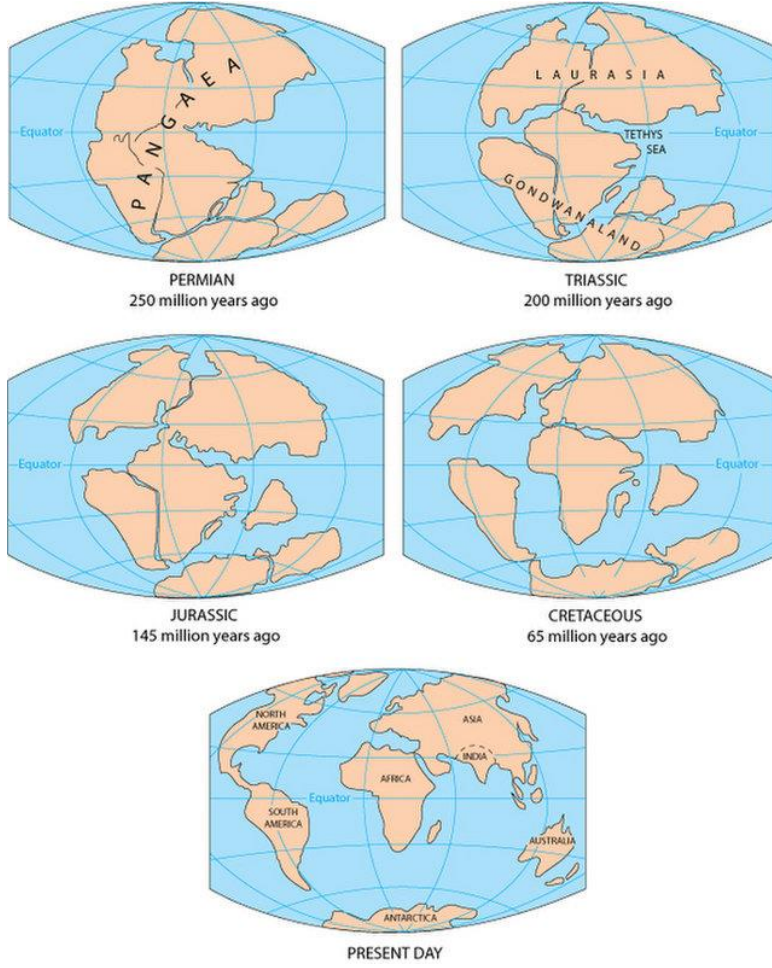 PANGAEA
Equator
PERMIAN
250 million years ago
LAURASIA
TETHYS
SEA
Equator
GONDWANALAND
TRIASSIC
200 million years ago
Equator
JURASSIC
145 million years ago
Equator
CRETACEOUS
65 million years ago
NORTH
AMERICA
ASIA
INDIA
AFRICA
Equator
SOUTH
AMERICA
AUSTRALIA
ANTARCTICA
PRESENT DAY